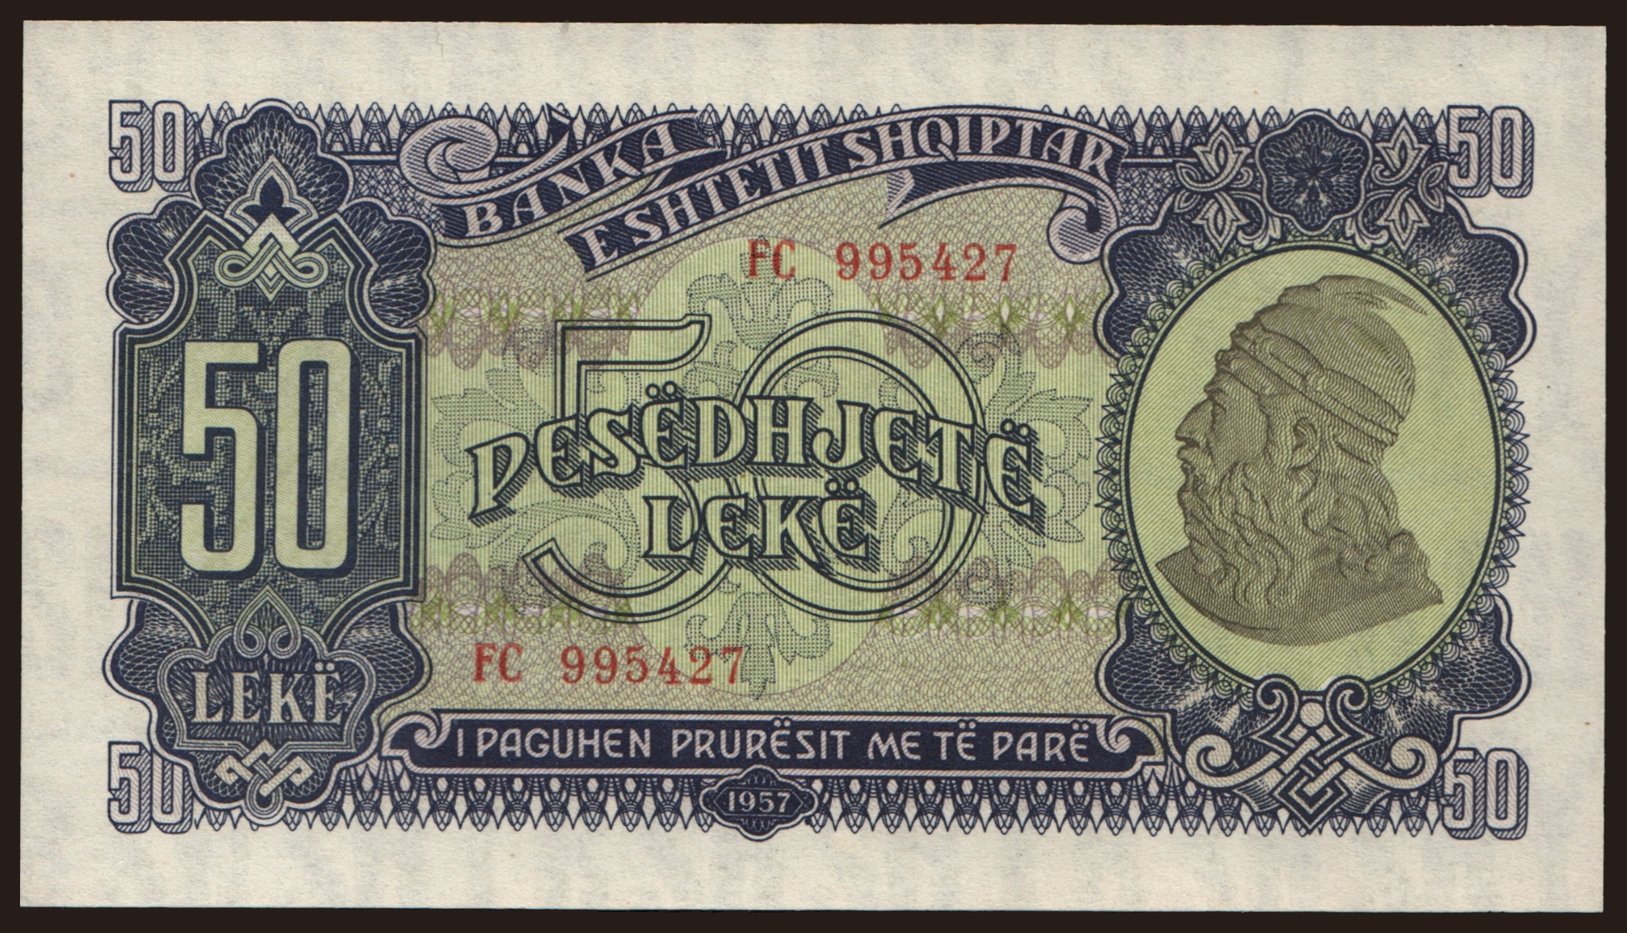 50 50
BANKA
E SHTETIT SHQIPTAR
FC 995427
50
50
PESËDHJETË
LEKË
FC 995427
LEKË
I PAGUHEN PRURËSIT ME TË PARË
50 50
1957